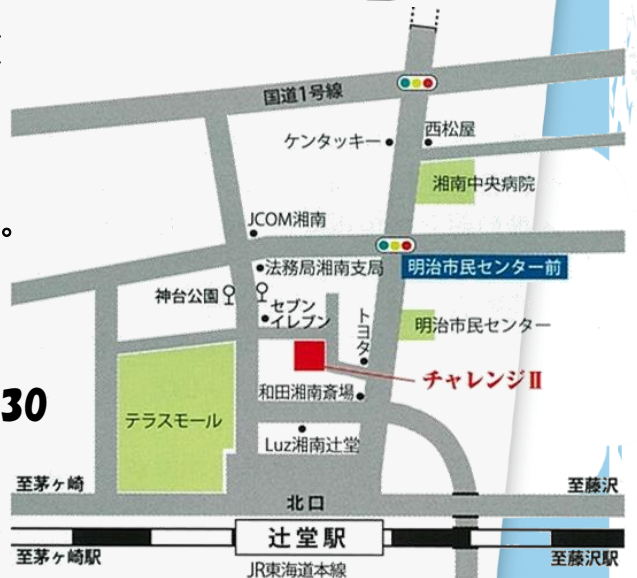 国道1号線
ケンタッキー
西松屋
湘南中央病院
。
JCOM湘南
法務局湘南支局
明治市民センター前
神台公園
セブン
イレブン
トヨタ
明治市民センター
チャレンジⅡ
30
和田湘南斎場
テラスモール
Luz湘南辻堂
至茅ヶ崎
北口
至藤沢
辻堂駅
至茅ヶ崎駅
至藤沢駅
JR東海道本線